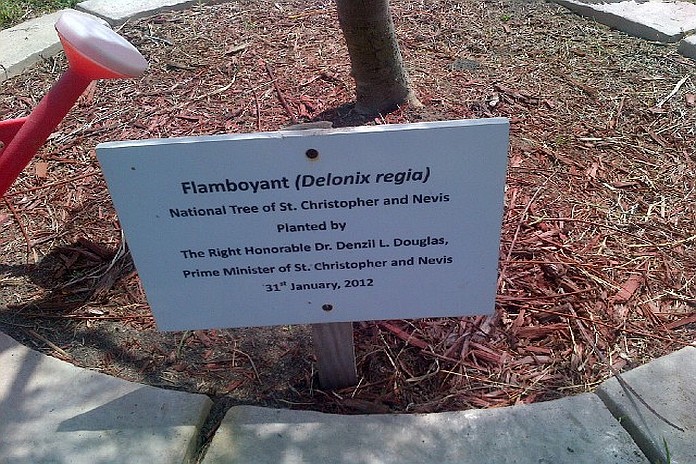 Flamboyant (Delonix regia)
National Tree of St. Christopher and Nevis
Planted by
The Right Honorable Dr. Denzil L. Douglas,
Prime Minister of St. Christopher and Nevis
31st January, 2012